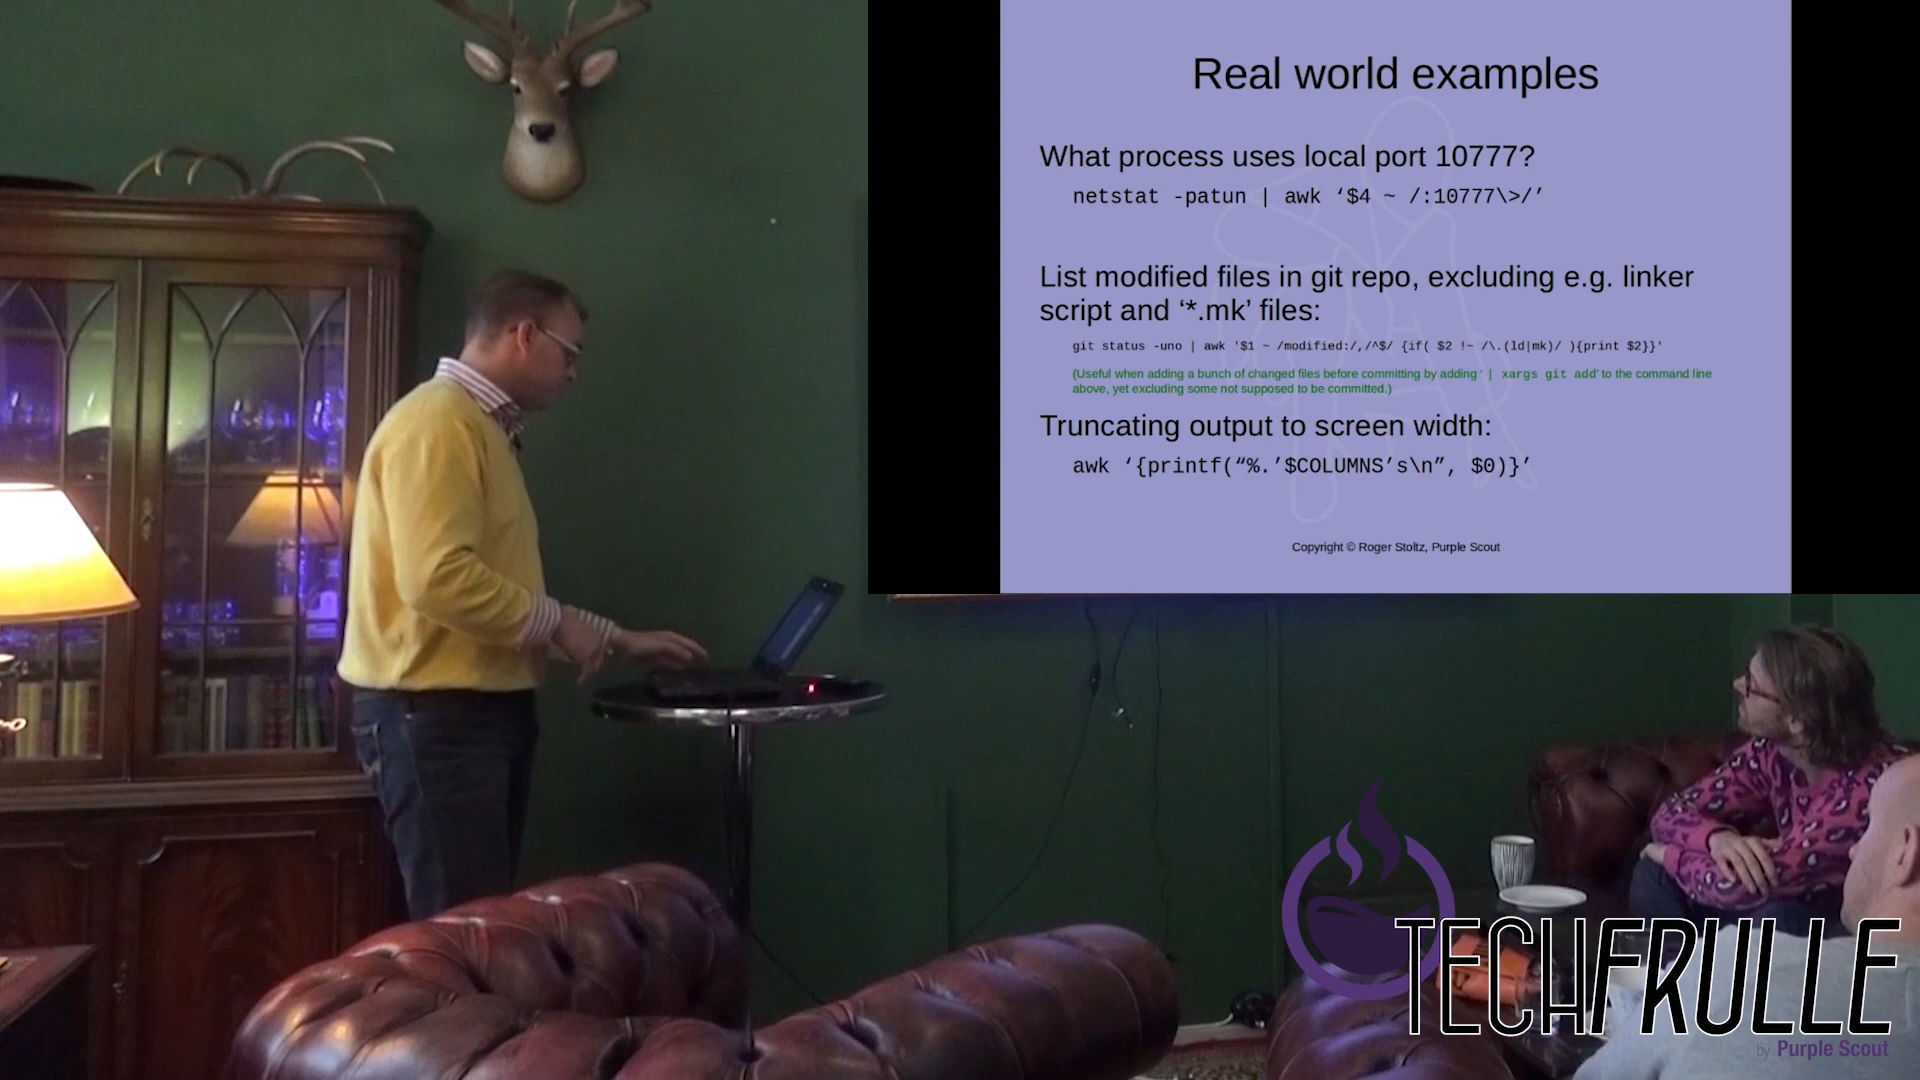 Real world examples
What process uses local port 10777?
netstat -patun | awk ‘$4 ~ /:10777\>/’
List modified files in git repo, excluding e.g. linker
script and ‘*.mk’ files:
git status -uno | awk '$1 ~ /modified:/,/^$/ {if( $2 !~ /\.(ld|mk)/ ){print $2}}'
(Useful when adding a bunch of changed files before committing by adding ‘ | xargs git add’ to the command line
above, yet excluding some not supposed to be committed.)
Truncating output to screen width:
awk ‘{printf(“%.’$COLUMNS’s\n”, $0)}’
Copyright © Roger Stoltz, Purple Scout
TECHFRULLE
by Purple Scout